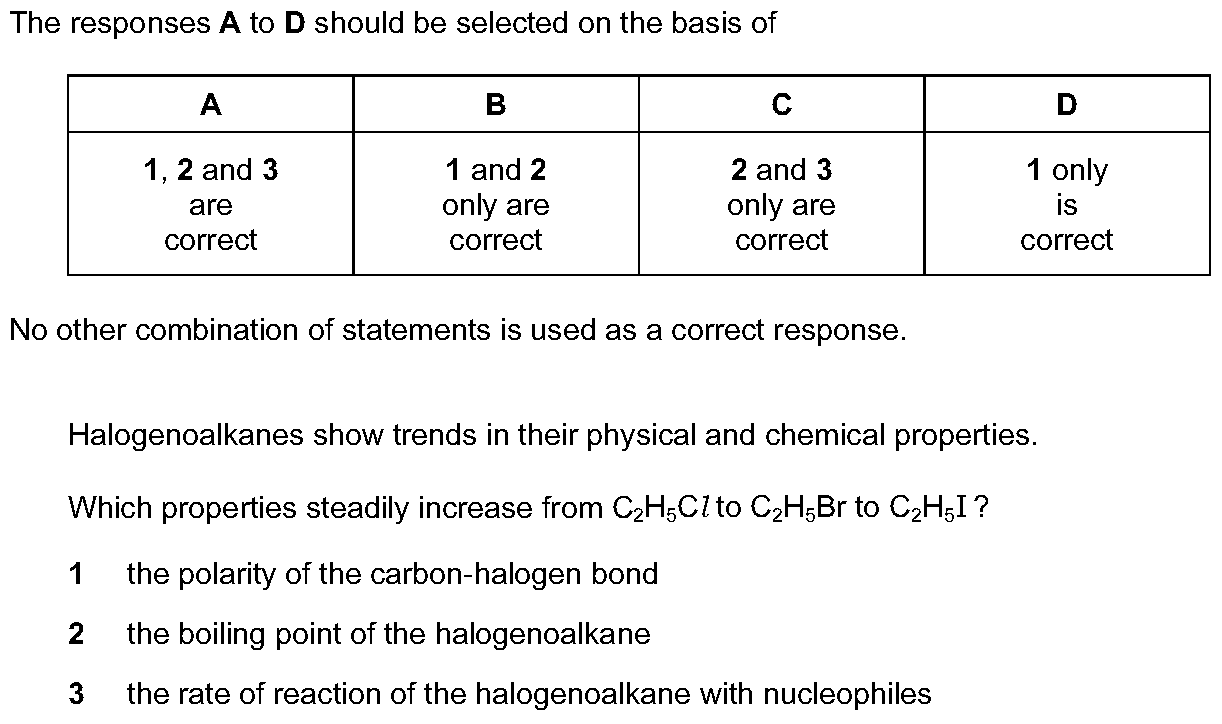 The responses A to D should be selected on the basis of
A B C D
1, 2 and 3 1 and 2 2 and 3 1 only
are only are only are is
correct correct correct correct
No other combination of statements is used as a correct response.
Halogenoalkanes show trends in their physical and chemical properties.
Which properties steadily increase from C₂H₅Cl to C₂H₅Br to C₂H₅I ?
1 the polarity of the carbon-halogen bond
2 the boiling point of the halogenoalkane
3 the rate of reaction of the halogenoalkane with nucleophiles